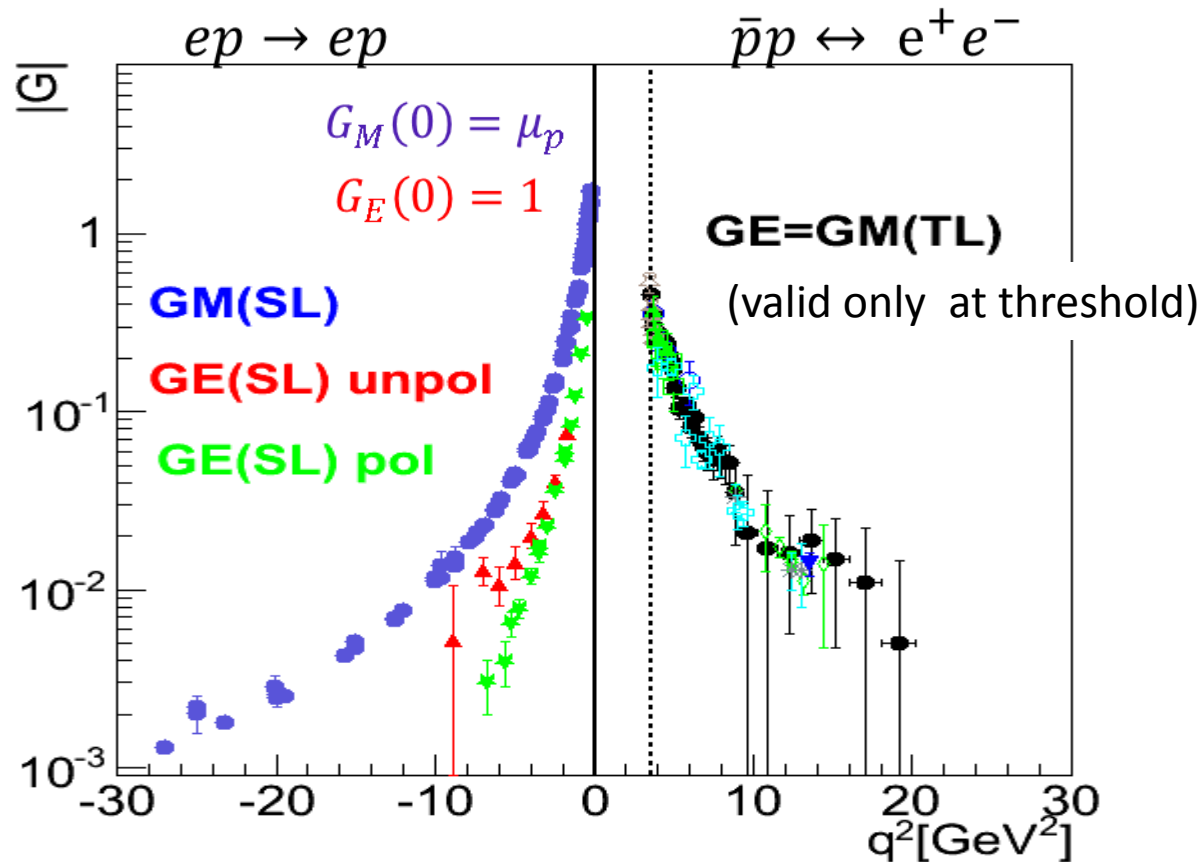 ep → ep
p̄p ↔ e⁺e⁻
|G|
G_M(0) = μ_p
G_E(0) = 1
GE=GM(TL)
(valid only at threshold)
GM(SL)
GE(SL) unpol
GE(SL) pol
1
10⁻¹
10⁻²
10⁻³
-30 -20 -10 0 10 20 30
q²[GeV²]